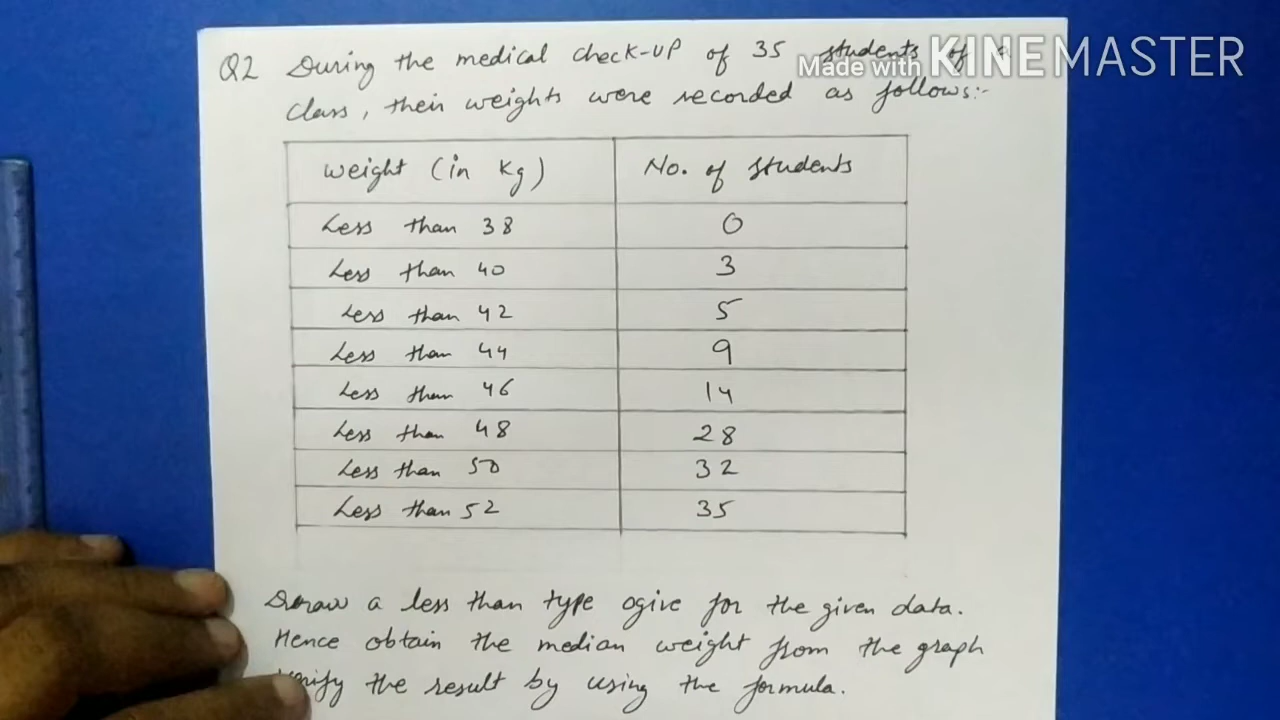 Q2 During the medical check-up of 35 students of a
Made with KINEMASTER
class, their weights were recorded as follows:-
Weight (in Kg) No. of students
Less than 38 0
Less than 40 3
Less than 42 5
Less than 44 9
Less than 46 14
Less than 48 28
Less than 50 32
Less than 52 35
Draw a less than type ogive for the given data.
Hence obtain the median weight from the graph
the result by using the formula.